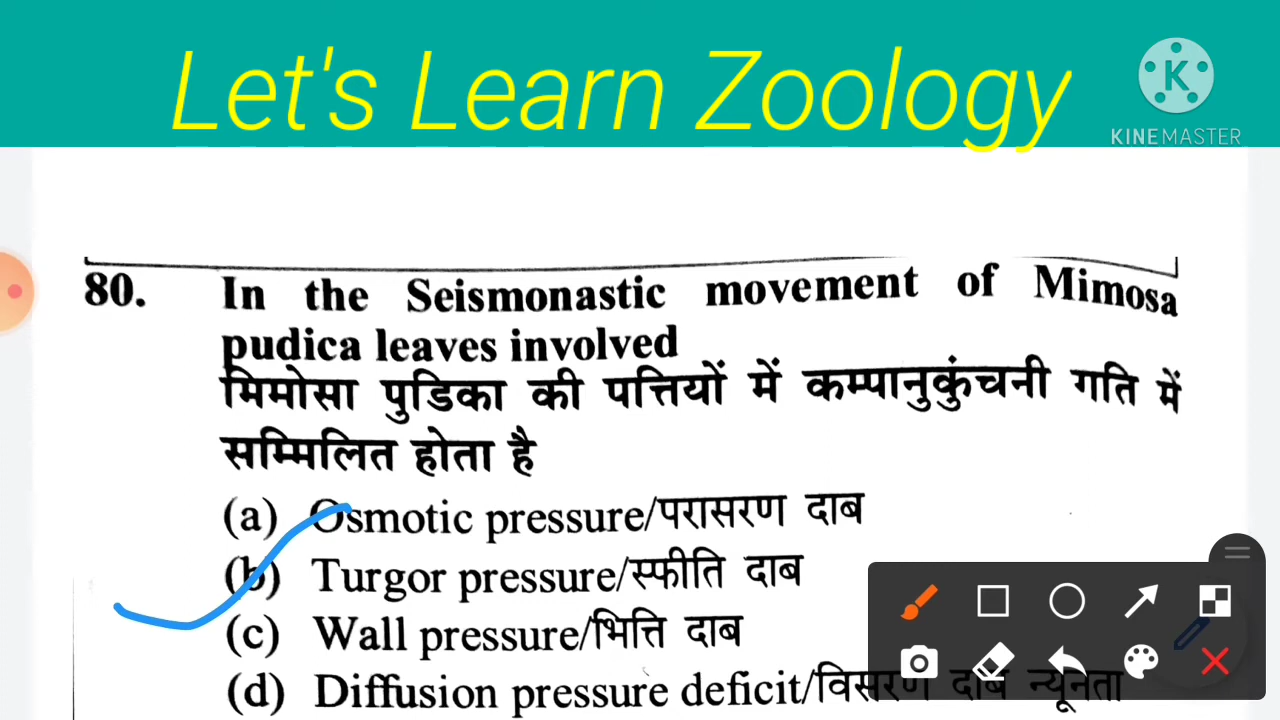 Let's Learn Zoology
K
KINEMASTER
80. In the Seismonastic movement of Mimosa
pudica leaves involved
मिमोसा पुडिका की पत्तियों में कम्पानुकुंचनी गति में
सम्मिलित होता है
(a) Osmotic pressure/परासरण दाब
(b) Turgor pressure/स्फीति दाब
(c) Wall pressure/भित्ति दाब
(d) Diffusion pressure deficit/विसरण दाब न्यूनता